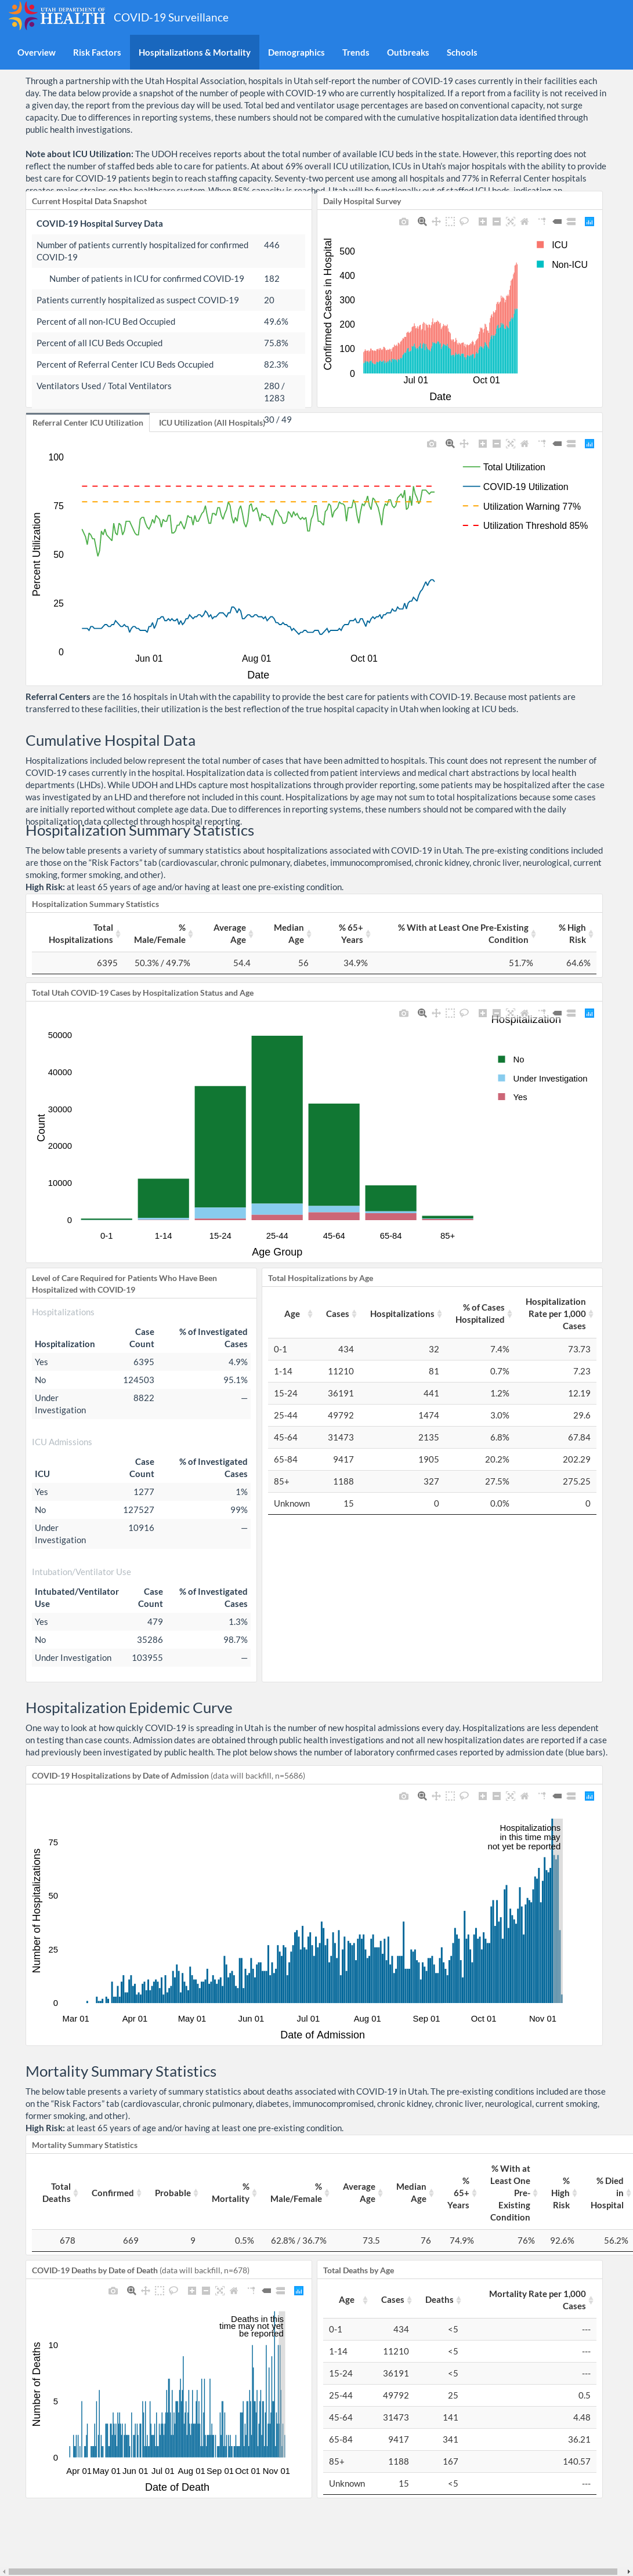 UTAH DEPARTMENT OF
HEALTH
COVID-19 Surveillance
Overview Risk Factors Hospitalizations & Mortality Demographics Trends Outbreaks Schools
Through a partnership with the Utah Hospital Association, hospitals in Utah self-report the number of COVID-19 cases currently in their facilities each
day. The data below provide a snapshot of the number of people with COVID-19 who are currently hospitalized. If a report from a facility is not received in
a given day, the report from the previous day will be used. Total bed and ventilator usage percentages are based on conventional capacity, not surge
capacity. Due to differences in reporting systems, these numbers should not be compared with the cumulative hospitalization data identified through
public health investigations.
Note about ICU Utilization: The UDOH receives reports about the total number of available ICU beds in the state. However, this reporting does not
reflect the number of staffed beds able to care for patients. At about 69% overall ICU utilization, ICUs in Utah's major hospitals with the ability to provide
best care for COVID-19 patients begin to reach staffing capacity. Seventy-two percent use among all hospitals and 77% in Referral Center hospitals
creates major strains on the healthcare system. When 85% capacity is reached, Utah will be functionally out of staffed ICU beds, indicating an
Current Hospital Data Snapshot
COVID-19 Hospital Survey Data
Number of patients currently hospitalized for confirmed 446
COVID-19
Number of patients in ICU for confirmed COVID-19 182
Patients currently hospitalized as suspect COVID-19 20
Percent of all non-ICU Bed Occupied 49.6%
Percent of all ICU Beds Occupied 75.8%
Percent of Referral Center ICU Beds Occupied 82.3%
Ventilators Used / Total Ventilators 280 /
1283
30 / 49
Daily Hospital Survey
Confirmed Cases in Hospital
500
400
300
200
100
0
Jul 01 Oct 01
Date
ICU
Non-ICU
Referral Center ICU Utilization ICU Utilization (All Hospitals)
Percent Utilization
100
75
50
25
0
Jun 01 Aug 01 Oct 01
Date
Total Utilization
COVID-19 Utilization
Utilization Warning 77%
Utilization Threshold 85%
Referral Centers are the 16 hospitals in Utah with the capability to provide the best care for patients with COVID-19. Because most patients are
transferred to these facilities, their utilization is the best reflection of the true hospital capacity in Utah when looking at ICU beds.
Cumulative Hospital Data
Hospitalizations included below represent the total number of cases that have been admitted to hospitals. This count does not represent the number of
COVID-19 cases currently in the hospital. Hospitalization data is collected from patient interviews and medical chart abstractions by local health
departments (LHDs). While UDOH and LHDs capture most hospitalizations through provider reporting, some patients may be hospitalized after the case
was investigated by an LHD and therefore not included in this count. Hospitalizations by age may not sum to total hospitalizations because some cases
are initially reported without complete age data. Due to differences in reporting systems, these numbers should not be compared with the daily
hospitalization data collected through hospital reporting.
Hospitalization Summary Statistics
The below table presents a variety of summary statistics about hospitalizations associated with COVID-19 in Utah. The pre-existing conditions included
are those on the "Risk Factors" tab (cardiovascular, chronic pulmonary, diabetes, immunocompromised, chronic kidney, chronic liver, neurological, current
smoking, former smoking, and other).
High Risk: at least 65 years of age and/or having at least one pre-existing condition.
Hospitalization Summary Statistics
Total % Average Median % 65+ % With at Least One Pre-Existing % High
Hospitalizations Male/Female Age Age Years Condition Risk
6395 50.3% / 49.7% 54.4 56 34.9% 51.7% 64.6%
Total Utah COVID-19 Cases by Hospitalization Status and Age
Hospitalization
No
Under Investigation
Yes
Count
50000
40000
30000
20000
10000
0
0-1 1-14 15-24 25-44 45-64 65-84 85+
Age Group
Level of Care Required for Patients Who Have Been
Hospitalized with COVID-19
Hospitalizations
Case % of Investigated
Hospitalization Count Cases
Yes 6395 4.9%
No 124503 95.1%
Under 8822 —
Investigation
ICU Admissions
Case % of Investigated
ICU Count Cases
Yes 1277 1%
No 127527 99%
Under 10916 —
Investigation
Intubation/Ventilator Use
Intubated/Ventilator Case % of Investigated
Use Count Cases
Yes 479 1.3%
No 35286 98.7%
Under Investigation 103955 —
Total Hospitalizations by Age
Hospitalization
% of Cases Rate per 1,000
Age Cases Hospitalizations Hospitalized Cases
0-1 434 32 7.4% 73.73
1-14 11210 81 0.7% 7.23
15-24 36191 441 1.2% 12.19
25-44 49792 1474 3.0% 29.6
45-64 31473 2135 6.8% 67.84
65-84 9417 1905 20.2% 202.29
85+ 1188 327 27.5% 275.25
Unknown 15 0 0.0% 0
Hospitalization Epidemic Curve
One way to look at how quickly COVID-19 is spreading in Utah is the number of new hospital admissions every day. Hospitalizations are less dependent
on testing than case counts. Admission dates are obtained through public health investigations and not all new hospitalization dates are reported if a case
had previously been investigated by public health. The plot below shows the number of laboratory confirmed cases reported by admission date (blue bars).
COVID-19 Hospitalizations by Date of Admission (data will backfill, n=5686)
Hospitalizations
in this time may
not yet be reported
Number of Hospitalizations
75
50
25
0
Mar 01 Apr 01 May 01 Jun 01 Jul 01 Aug 01 Sep 01 Oct 01 Nov 01
Date of Admission
Mortality Summary Statistics
The below table presents a variety of summary statistics about deaths associated with COVID-19 in Utah. The pre-existing conditions included are those
on the "Risk Factors" tab (cardiovascular, chronic pulmonary, diabetes, immunocompromised, chronic kidney, chronic liver, neurological, current smoking,
former smoking, and other).
High Risk: at least 65 years of age and/or having at least one pre-existing condition.
Mortality Summary Statistics
Total Deaths Confirmed Probable % Mortality % Male/Female Average Age Median Age % 65+ Years % With at Least One Pre-Existing Condition % High Risk % Died in Hospital
678 669 9 0.5% 62.8% / 36.7% 73.5 76 74.9% 76% 92.6% 56.2%
COVID-19 Deaths by Date of Death (data will backfill, n=678)
Deaths in this
time may not yet
be reported
Number of Deaths
10
5
0
Apr 01 May 01 Jun 01 Jul 01 Aug 01 Sep 01 Oct 01 Nov 01
Date of Death
Total Deaths by Age
Mortality Rate per 1,000
Age Cases Deaths Cases
0-1 434 <5 ---
1-14 11210 <5 ---
15-24 36191 <5 ---
25-44 49792 25 0.5
45-64 31473 141 4.48
65-84 9417 341 36.21
85+ 1188 167 140.57
Unknown 15 <5 ---